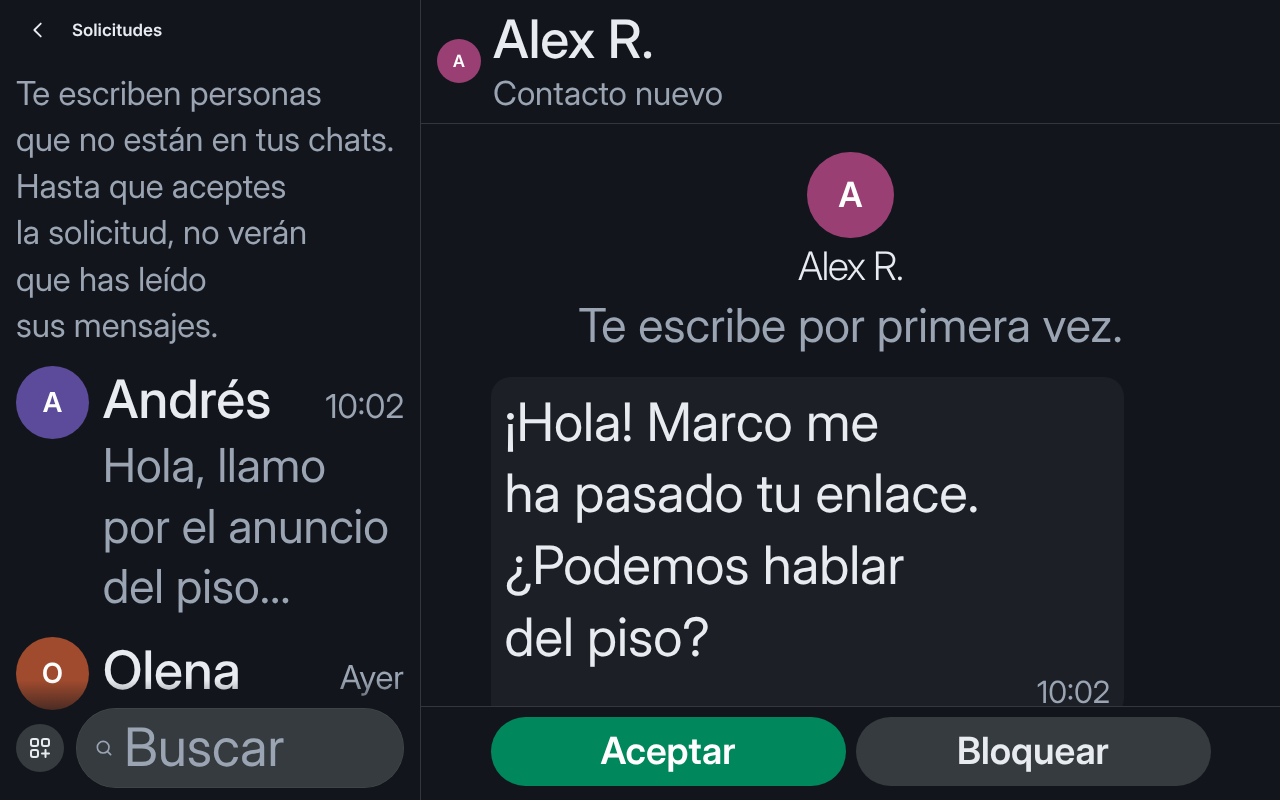 Solicitudes
Te escriben personas
que no están en tus chats.
Hasta que aceptes
la solicitud, no verán
que has leído
sus mensajes.
A
Andrés
10:02
Hola, llamo
por el anuncio
del piso...
O
Olena
Ayer
Buscar
A
Alex R.
Contacto nuevo
A
Alex R.
Te escribe por primera vez.
¡Hola! Marco me
ha pasado tu enlace.
¿Podemos hablar
del piso?
10:02
Aceptar
Bloquear